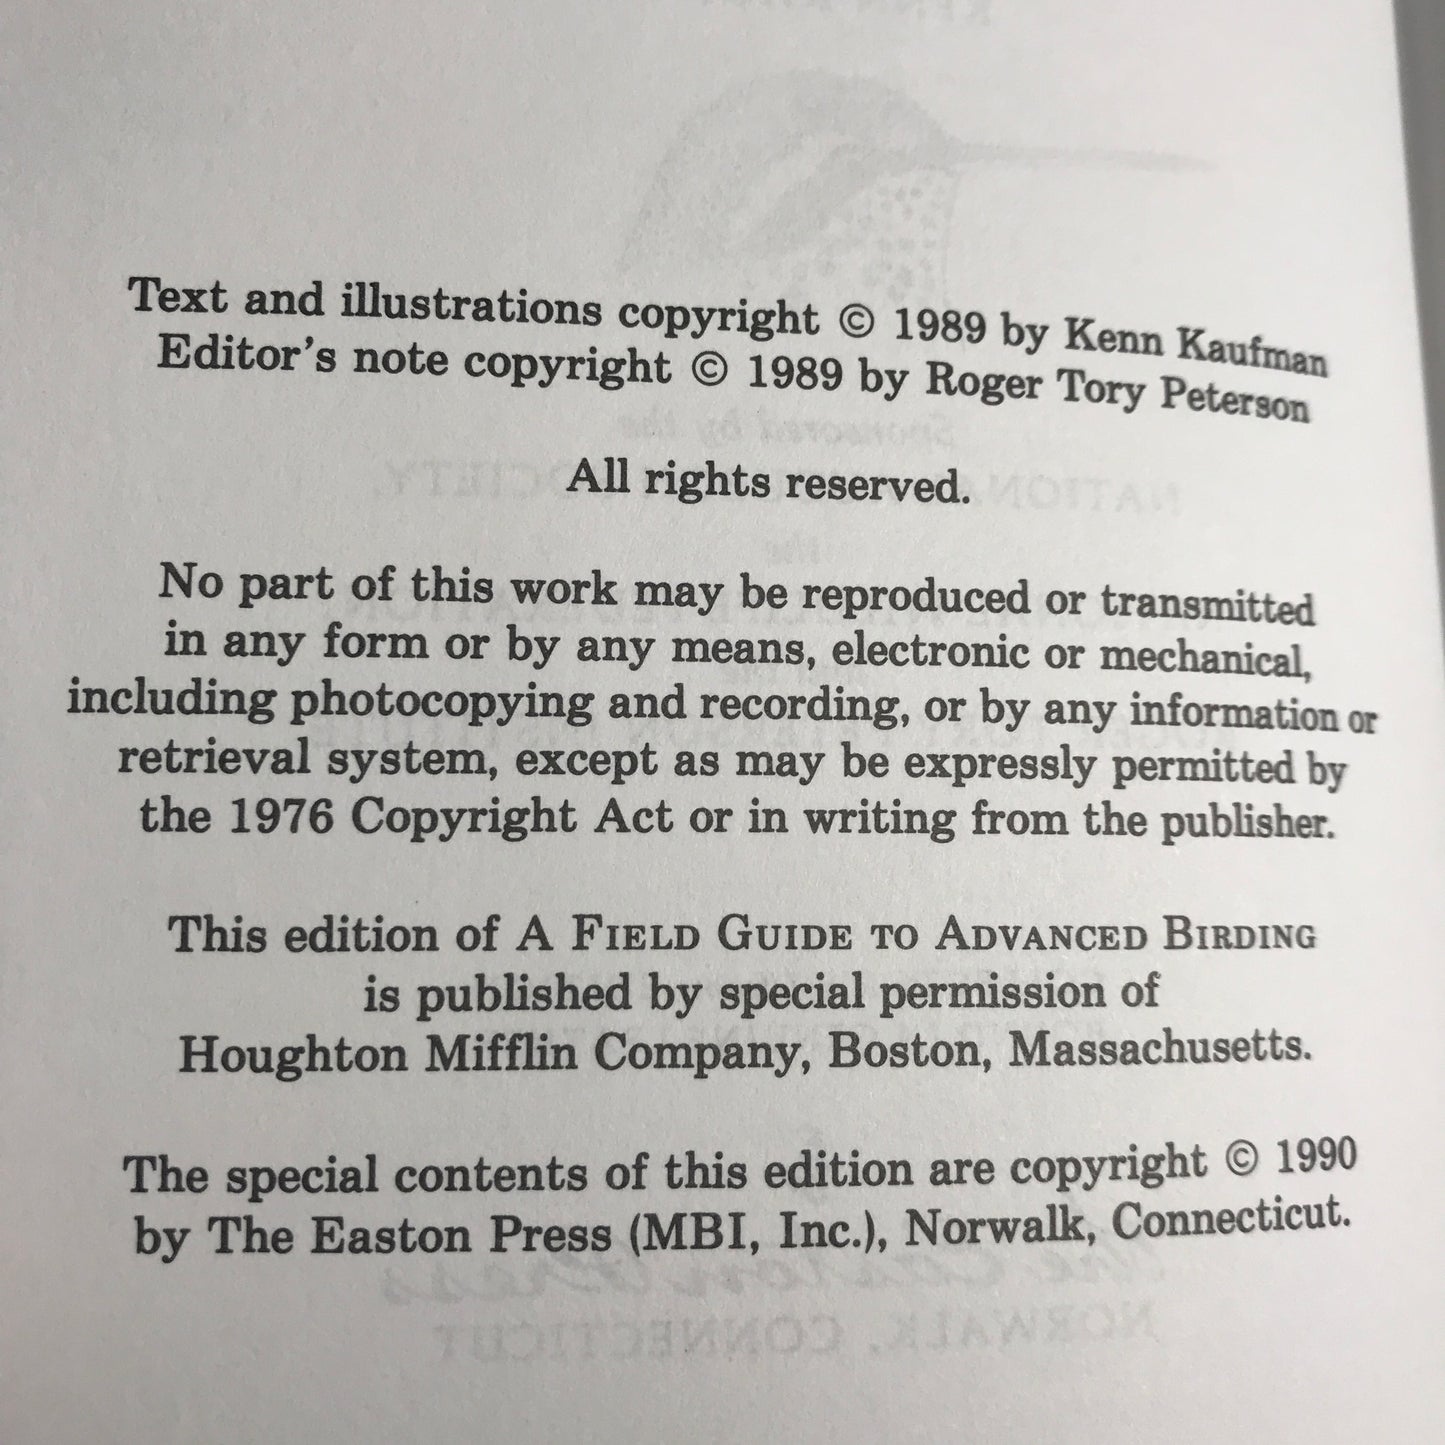 Text and illustrations copyright © 1989 by Kenn Kaufman
Editor's note copyright © 1989 by Roger Tory Peterson
All rights reserved.
No part of this work may be reproduced or transmitted
in any form or by any means, electronic or mechanical,
including photocopying and recording, or by any information or
retrieval system, except as may be expressly permitted by
the 1976 Copyright Act or in writing from the publisher.
This edition of A FIELD GUIDE TO ADVANCED BIRDING
is published by special permission of
Houghton Mifflin Company, Boston, Massachusetts.
The special contents of this edition are copyright © 1990
by The Easton Press (MBI, Inc.), Norwalk, Connecticut.
NORWALK, CONNECTICUT